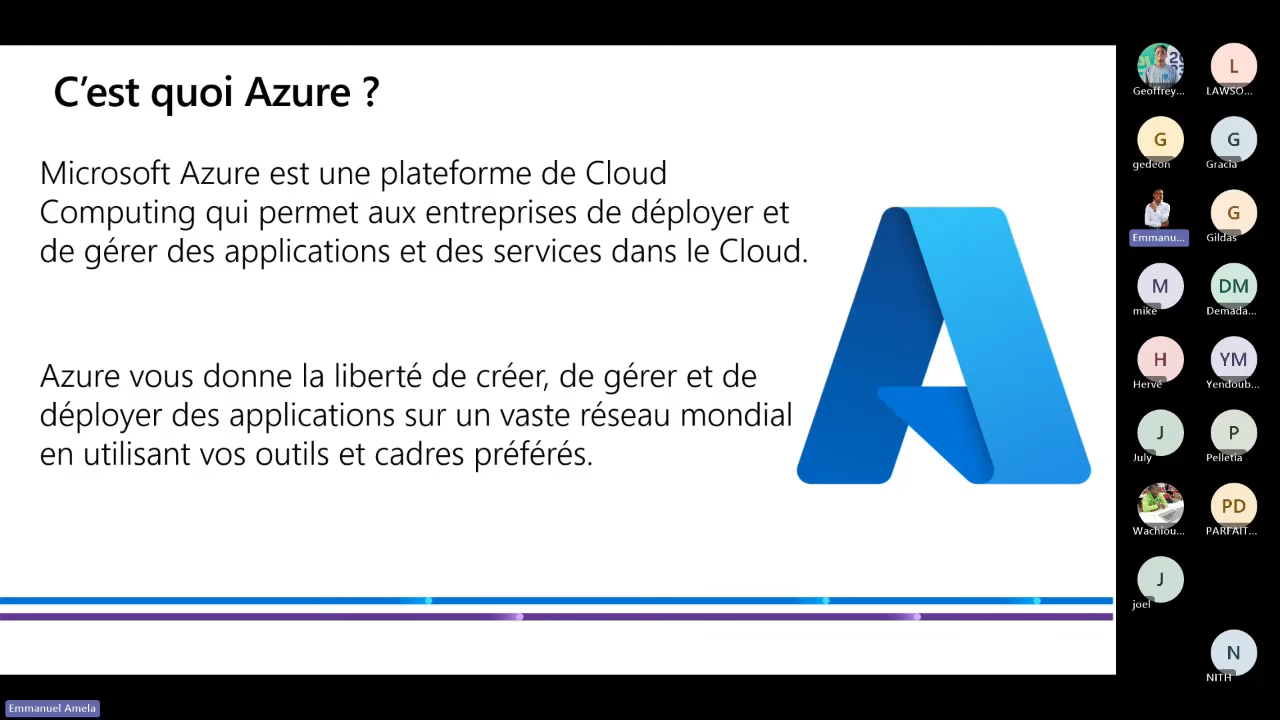 C’est quoi Azure ?
Microsoft Azure est une plateforme de Cloud
Computing qui permet aux entreprises de déployer et
de gérer des applications et des services dans le Cloud.
Azure vous donne la liberté de créer, de gérer et de
déployer des applications sur un vaste réseau mondial
en utilisant vos outils et cadres préférés.
Emmanuel Amela
Geoffrey...
L
LAWSO...
G
gedeon
G
Gracia
Emmanu...
G
Gildas
M
mike
DM
Demada...
H
Hervé
YM
Yendoub...
J
July
P
Pelletia
Wachiou...
PD
PARFAIT...
J
joel
N
NITH